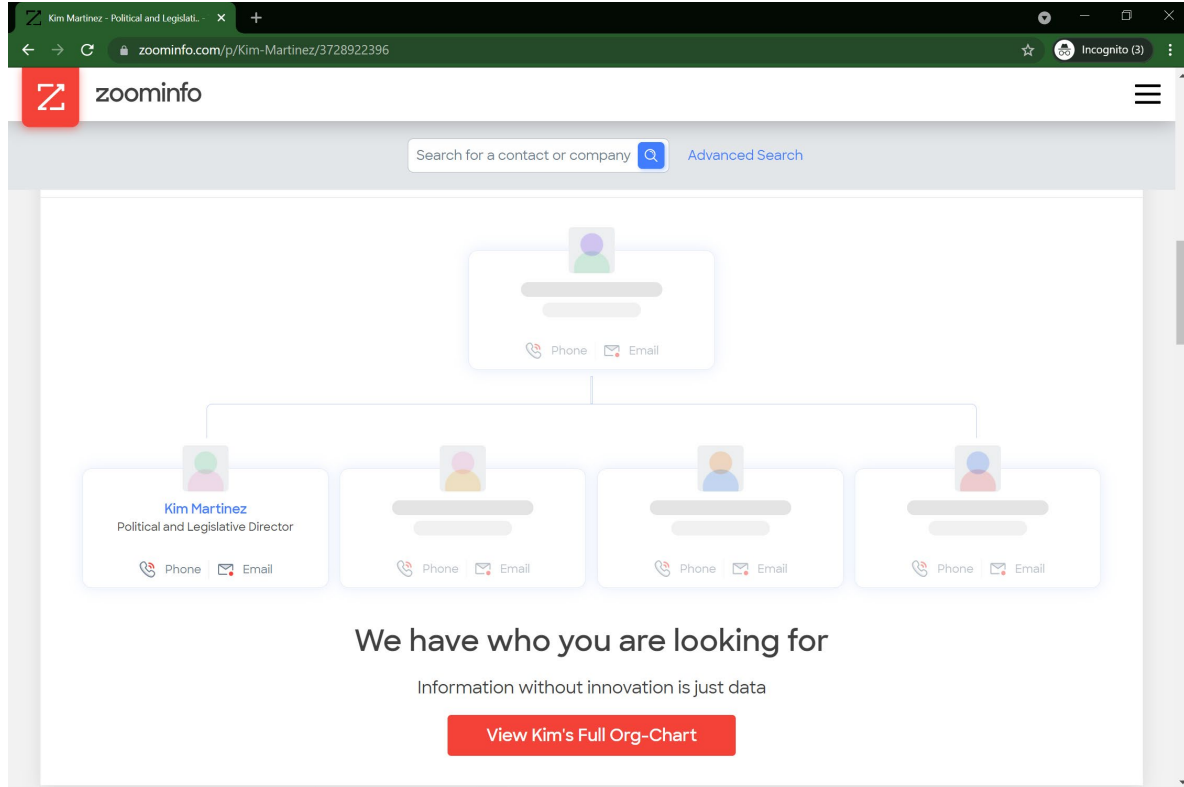 Kim Martinez - Political and Legislati.. -
zoominfo.com/p/Kim-Martinez/3728922396
Incognito (3)
zoominfo
Search for a contact or company
Advanced Search
Phone
Email
Kim Martinez
Political and Legislative Director
Phone Email
Phone Email
Phone Email
Phone Email
We have who you are looking for
Information without innovation is just data
View Kim's Full Org-Chart